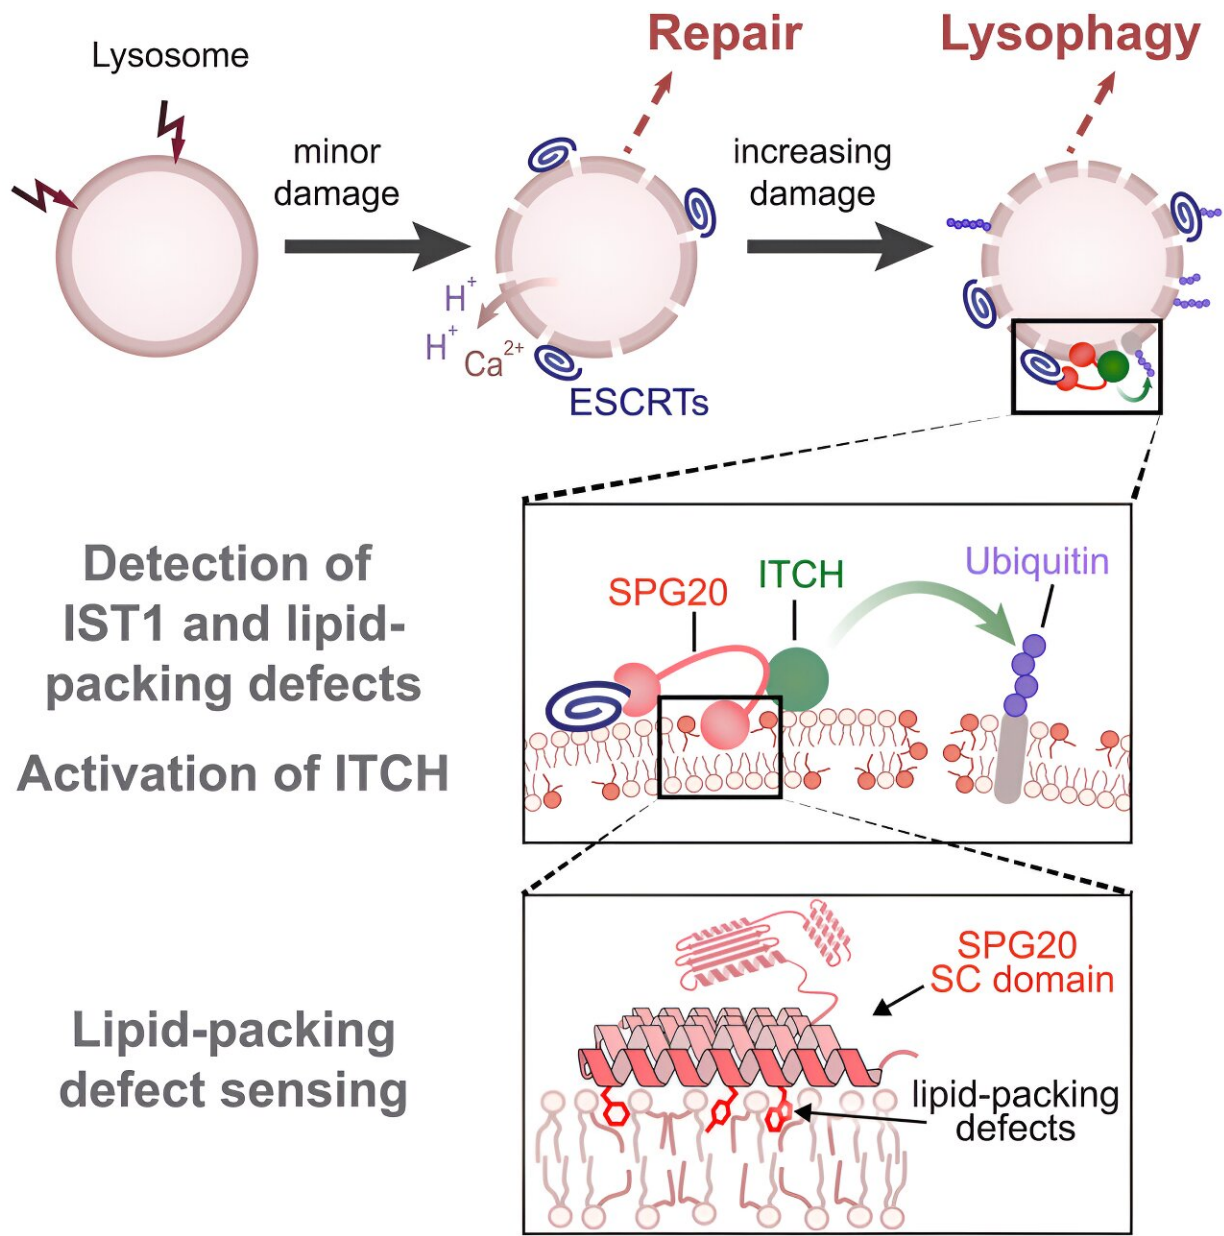 Repair
Lysophagy
Lysosome
minor
damage
increasing
damage
H+
H+
Ca2+
ESCRTs
Detection of
IST1 and lipid-
packing defects
Activation of ITCH
SPG20
ITCH
Ubiquitin
Lipid-packing
defect sensing
SPG20
SC domain
lipid-packing
defects